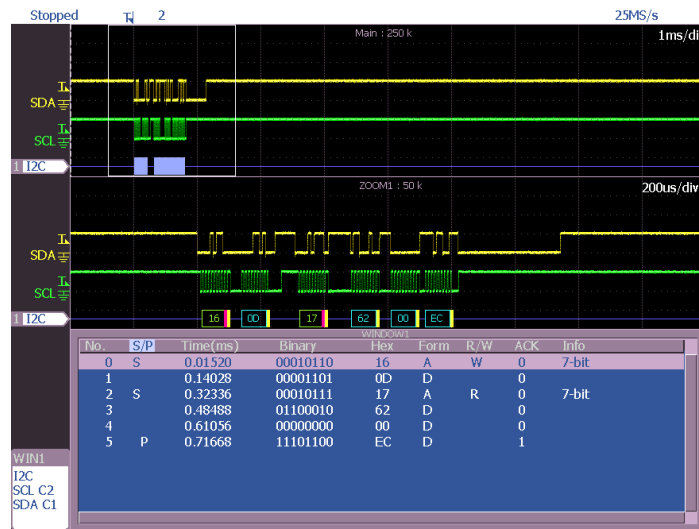 Stopped 2 25MS/s
Main : 250 k 1ms/di
SDA
SCL
1 I2C
ZOOM1 : 50 k 200us/div
SDA
SCL
1 I2C 16 0D 17 62 00 EC
WINDOW1
No. S/P Time(ms) Binary Hex Form R/W ACK Info
0 S 0.01520 00010110 16 A W 0 7-bit
1 0.14028 00001101 0D D 0
2 S 0.32336 00010111 17 A R 0 7-bit
3 0.48488 01100010 62 D 0
4 0.61056 00000000 00 D 0
5 P 0.71668 11101100 EC D 1
WIN1
I2C
SCL C2
SDA C1